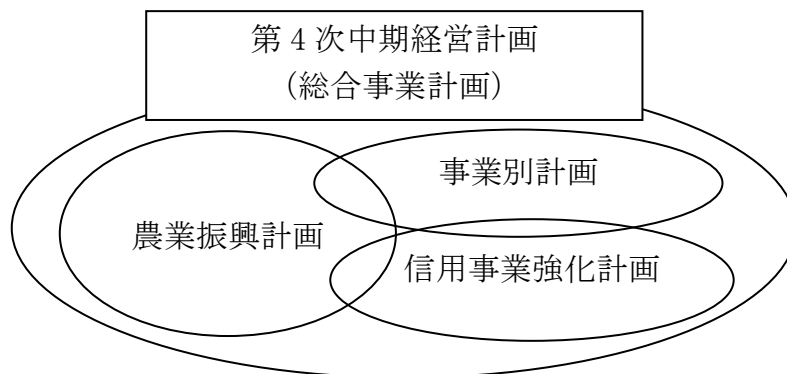 第4次中期経営計画
（総合事業計画）
事業別計画
農業振興計画
信用事業強化計画